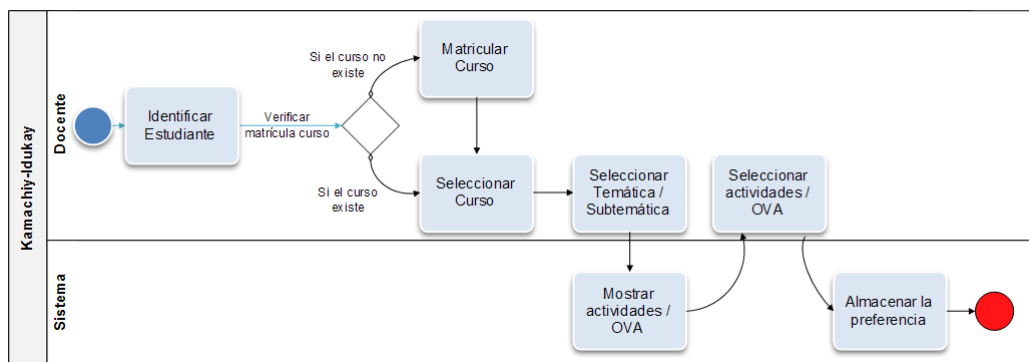 Kamachiy-Idukay
Docente
Identificar
Estudiante
Verificar
matrícula curso
Si el curso no
existe
Matricular
Curso
Si el curso
existe
Seleccionar
Curso
Seleccionar
Temática /
Subtemática
Seleccionar
actividades /
OVA
Sistema
Mostrar
actividades /
OVA
Almacenar la
preferencia